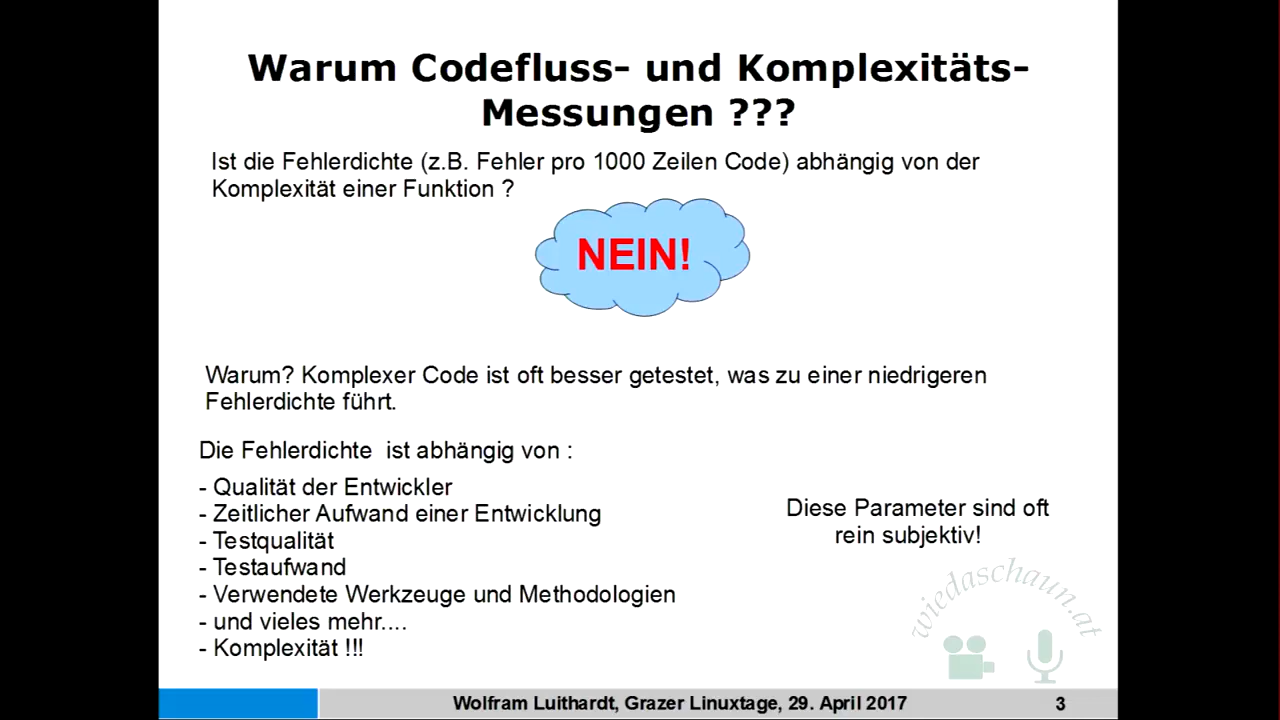 Warum Codefluss- und Komplexitäts-
Messungen ???
Ist die Fehlerdichte (z.B. Fehler pro 1000 Zeilen Code) abhängig von der
Komplexität einer Funktion ?
NEIN!
Warum? Komplexer Code ist oft besser getestet, was zu einer niedrigeren
Fehlerdichte führt.
Die Fehlerdichte  ist abhängig von :
- Qualität der Entwickler
- Zeitlicher Aufwand einer Entwicklung
- Testqualität
- Testaufwand
- Verwendete Werkzeuge und Methodologien
- und vieles mehr....
- Komplexität !!!
Diese Parameter sind oft
rein subjektiv!
wiedaschaun.at
Wolfram Luithardt, Grazer Linuxtage, 29. April 2017
3